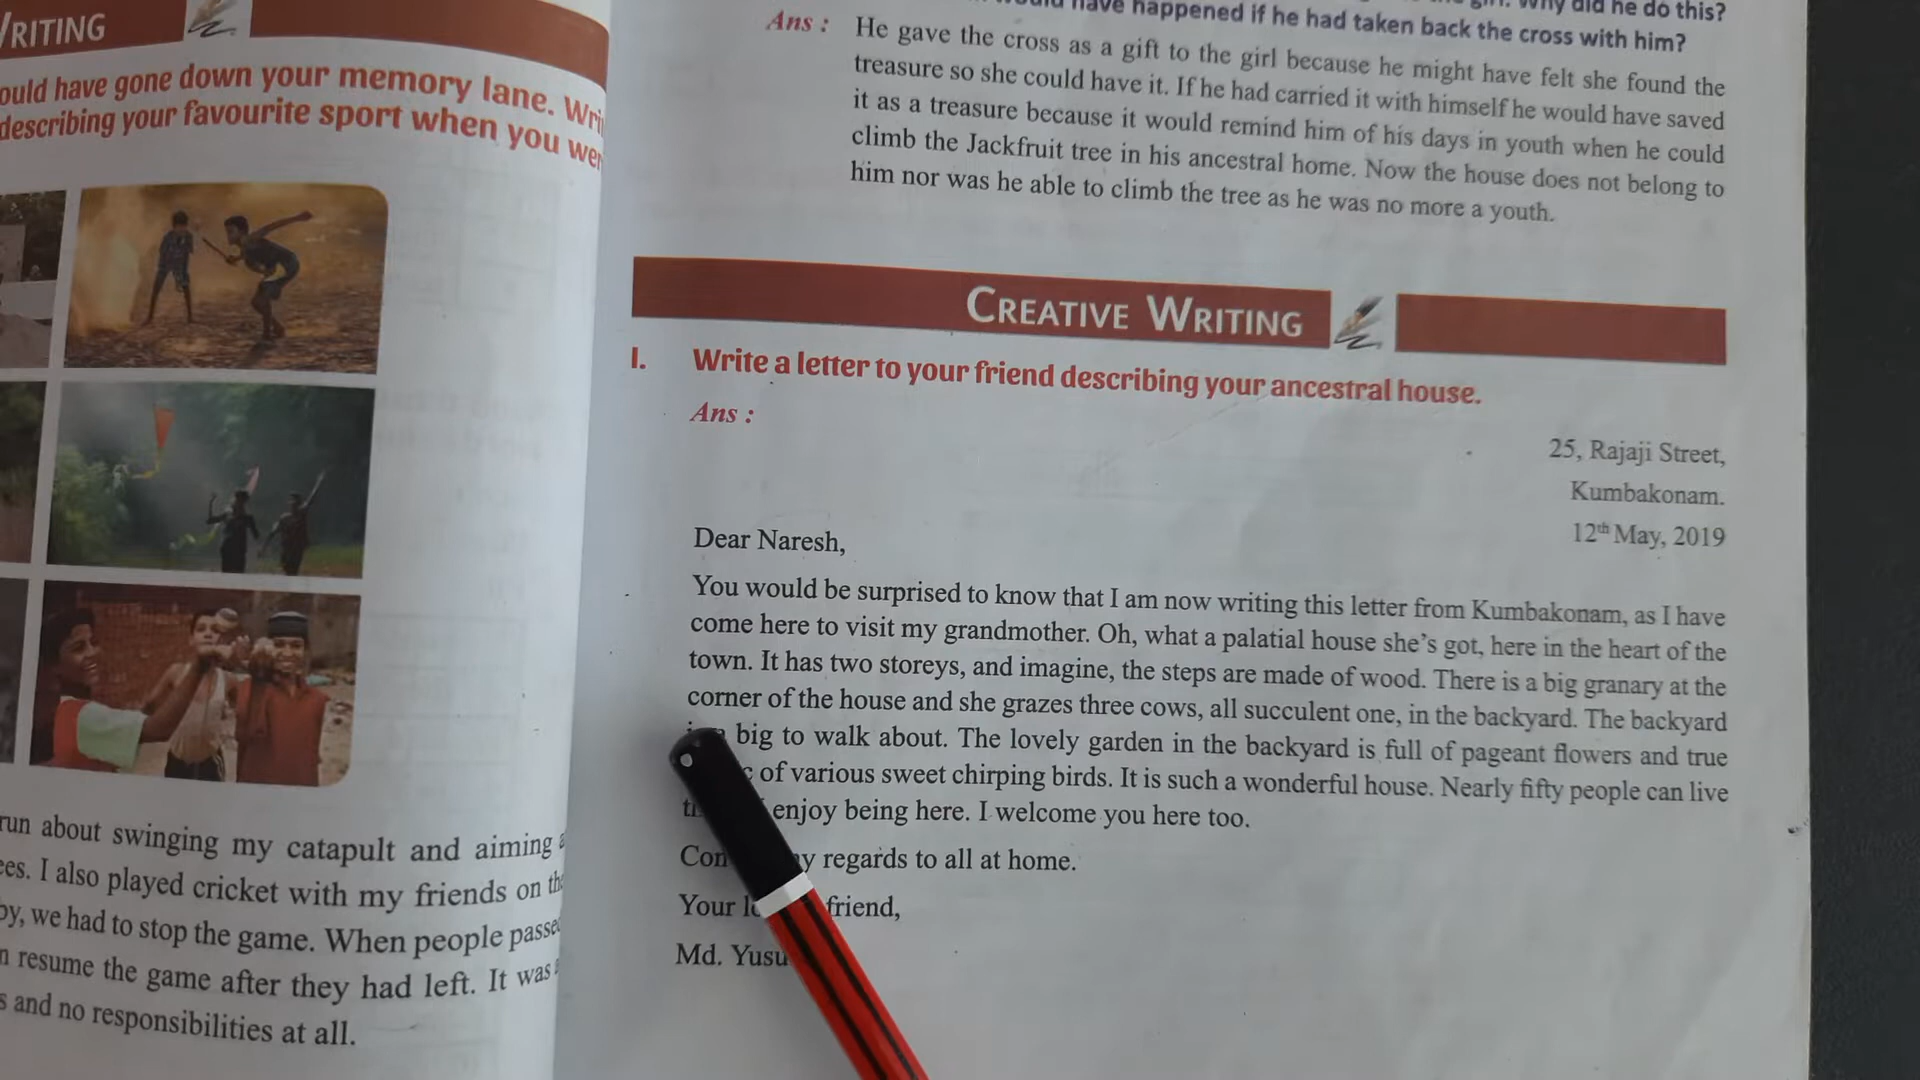 WRITING
ould have gone down your memory lane.
describing your favourite sport when you
run about swinging my catapult and aiming
ees. I also played cricket with my friends on
by, we had to stop the game. When people passed
n resume the game after they had left. It was
s and no responsibilities at all.
Why did he do this?
have happened if he had taken back the cross with him?
Ans : He gave the cross as a gift to the girl because he might have felt she found the
treasure so she could have it. If he had carried it with himself he would have saved
it as a treasure because it would remind him of his days in youth when he could
climb the Jackfruit tree in his ancestral home. Now the house does not belong to
him nor was he able to climb the tree as he was no more a youth.
CREATIVE WRITING
I. Write a letter to your friend describing your ancestral house.
Ans :
25, Rajaji Street,
Kumbakonam.
12th May, 2019
Dear Naresh,
You would be surprised to know that I am now writing this letter from Kumbakonam, as I have
come here to visit my grandmother. Oh, what a palatial house she's got, here in the heart of the
town. It has two storeys, and imagine, the steps are made of wood. There is a big granary at the
corner of the house and she grazes three cows, all succulent one, in the backyard. The backyard
big to walk about. The lovely garden in the backyard is full of pageant flowers and true
of various sweet chirping birds. It is such a wonderful house. Nearly fifty people can live
enjoy being here. I welcome you here too.
regards to all at home.
Your friend,
Md.